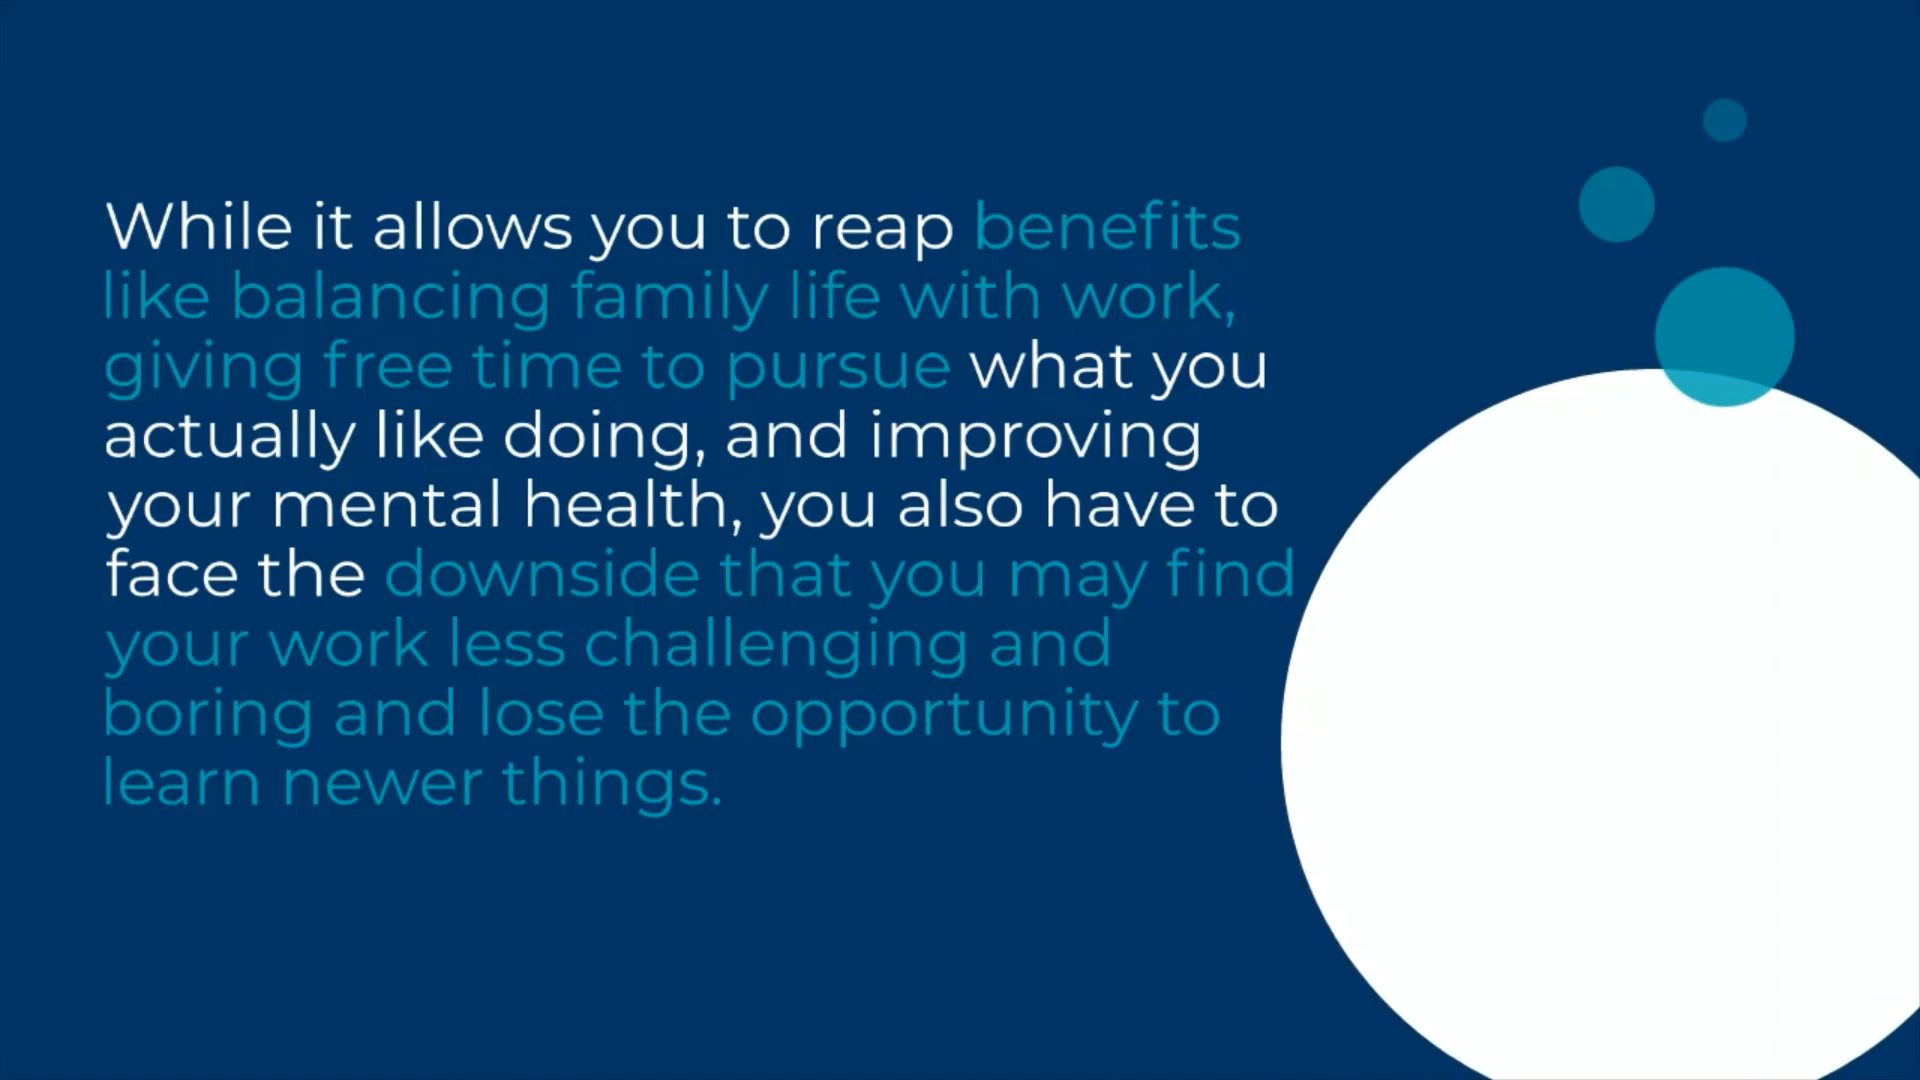 While it allows you to reap benefits
like balancing family life with work,
giving free time to pursue what you
actually like doing, and improving
your mental health, you also have to
face the downside that you may find
your work less challenging and
boring and lose the opportunity to
learn newer things.